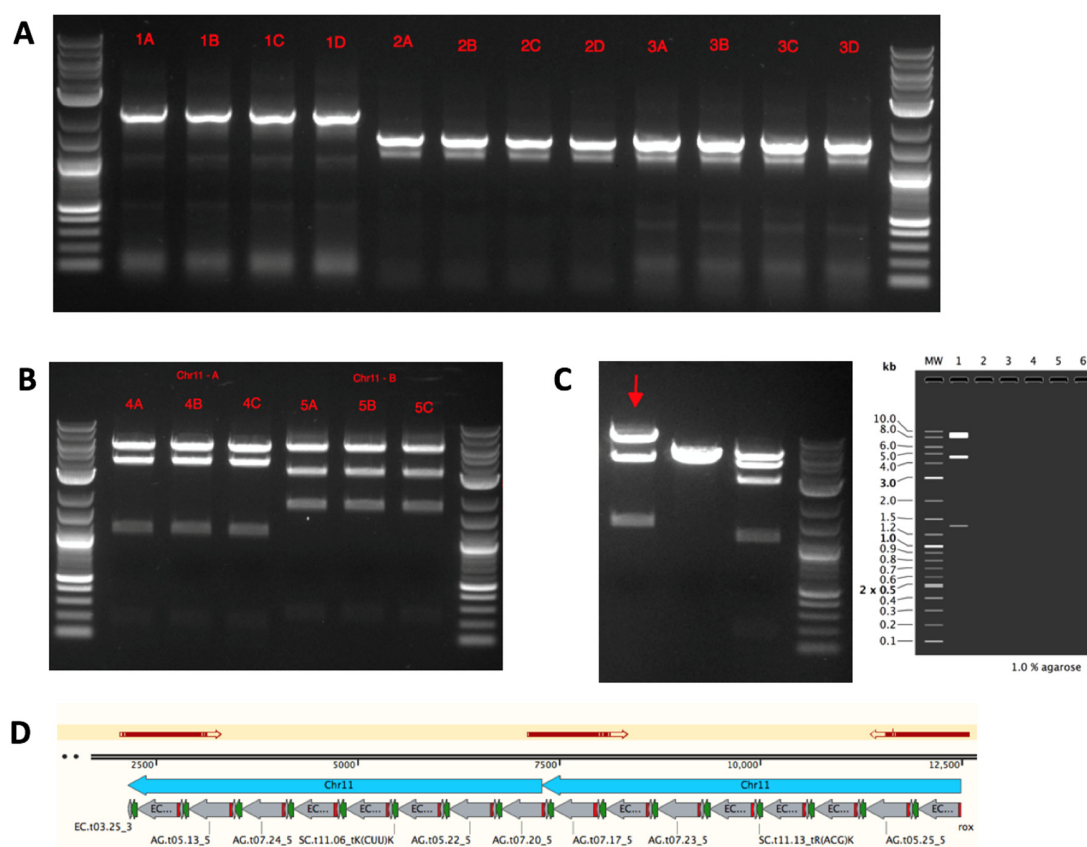 A
1A 1B 1C 1D 2A 2B 2C 2D 3A 3B 3C 3D
B
Chr11 - A Chr11 - B
4A 4B 4C 5A 5B 5C
C
kb MW 1 2 3 4 5 6
10.0
8.0
6.0
5.0
4.0
3.0
2.0
1.5
1.2
1.0
0.9
0.8
0.7
0.6
2 x 0.5
0.4
0.3
0.2
0.1
1.0 % agarose
D
2500 5000 7500 10,000 12,500
Chr11 Chr11
EC... EC... EC... EC... EC... EC... EC... EC...
EC.t03.25_3 rox
AG.t05.13_5 AG.t07.24_5 SC.t11.06_tK(CUU)K AG.t05.22_5 AG.t07.20_5 AG.t07.17_5 AG.t07.23_5 SC.t11.13_tR(ACG)K AG.t05.25_5